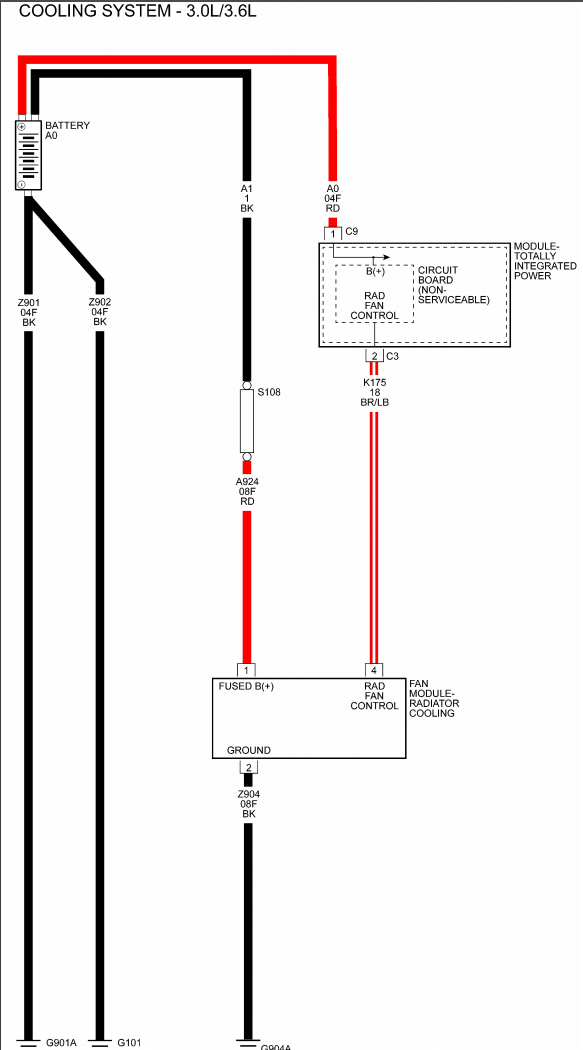 COOLING SYSTEM - 3.0L/3.6L
BATTERY
A0
A1
1
BK
A0
04F
RD
1
C9
MODULE-
TOTALLY
INTEGRATED
POWER
B(+)
CIRCUIT
BOARD
(NON-
SERVICEABLE)
RAD
FAN
CONTROL
Z901
04F
BK
Z902
04F
BK
2
C3
K175
18
BR/LB
S108
A924
08F
RD
1
4
FUSED B(+)
RAD
FAN
CONTROL
FAN
MODULE-
RADIATOR
COOLING
GROUND
2
Z904
08F
BK
G901A
G101
G904A